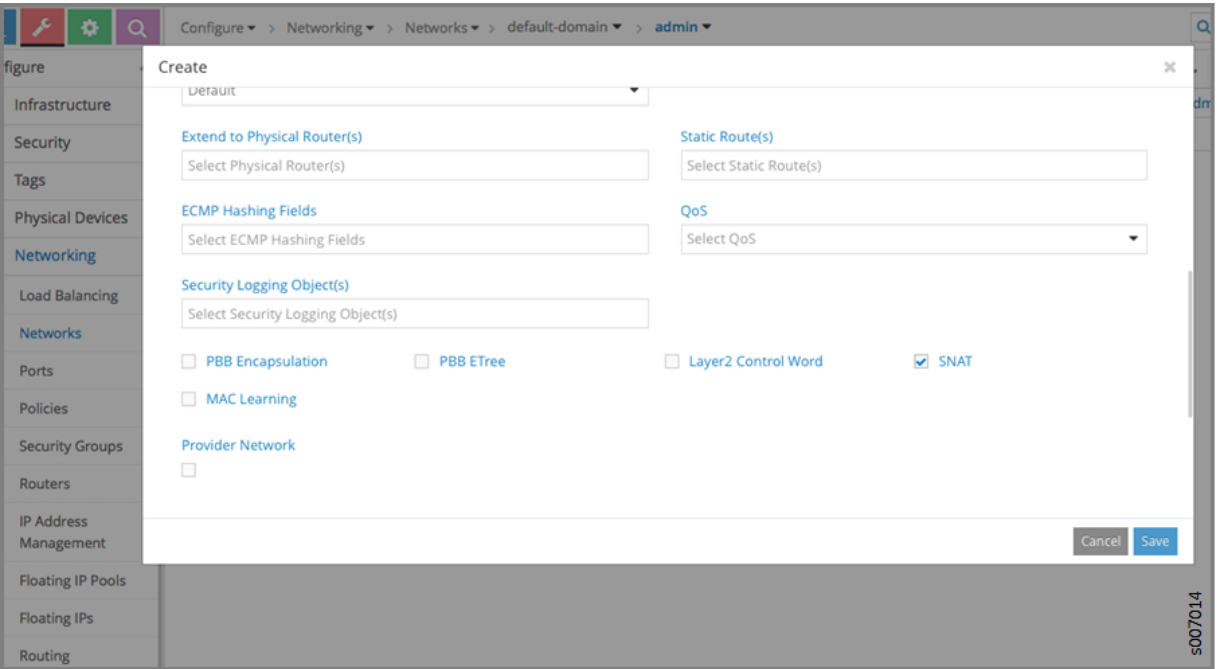 Configure > Networking > Networks > default-domain > admin
figure
Infrastructure
Security
Tags
Physical Devices
Networking
Load Balancing
Networks
Ports
Policies
Security Groups
Routers
IP Address
Management
Floating IP Pools
Floating IPs
Routing
Create ×
Default
Extend to Physical Router(s) Static Route(s)
Select Physical Router(s) Select Static Route(s)
ECMP Hashing Fields QoS
Select ECMP Hashing Fields Select QoS
Security Logging Object(s)
Select Security Logging Object(s)
PBB Encapsulation PBB ETree Layer2 Control Word SNAT
MAC Learning
Provider Network
Cancel Save
s007014